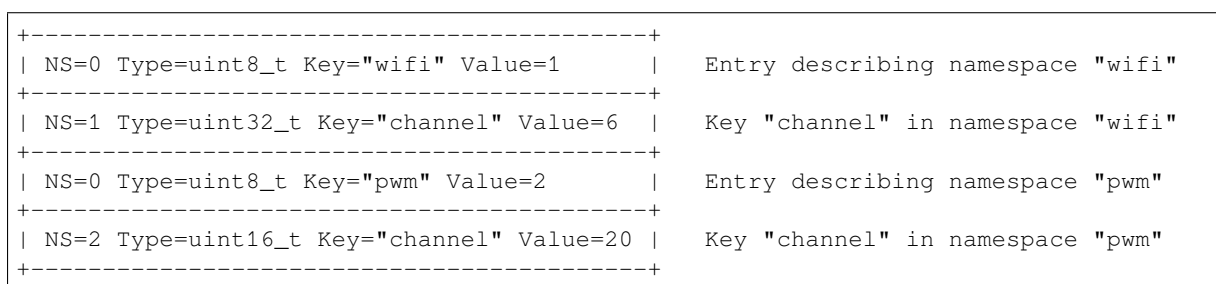 +-------------------------------------------+
| NS=0 Type=uint8_t Key="wifi" Value=1      |   Entry describing namespace "wifi"
+-------------------------------------------+
| NS=1 Type=uint32_t Key="channel" Value=6  |   Key "channel" in namespace "wifi"
+-------------------------------------------+
| NS=0 Type=uint8_t Key="pwm" Value=2       |   Entry describing namespace "pwm"
+-------------------------------------------+
| NS=2 Type=uint16_t Key="channel" Value=20 |   Key "channel" in namespace "pwm"
+-------------------------------------------+